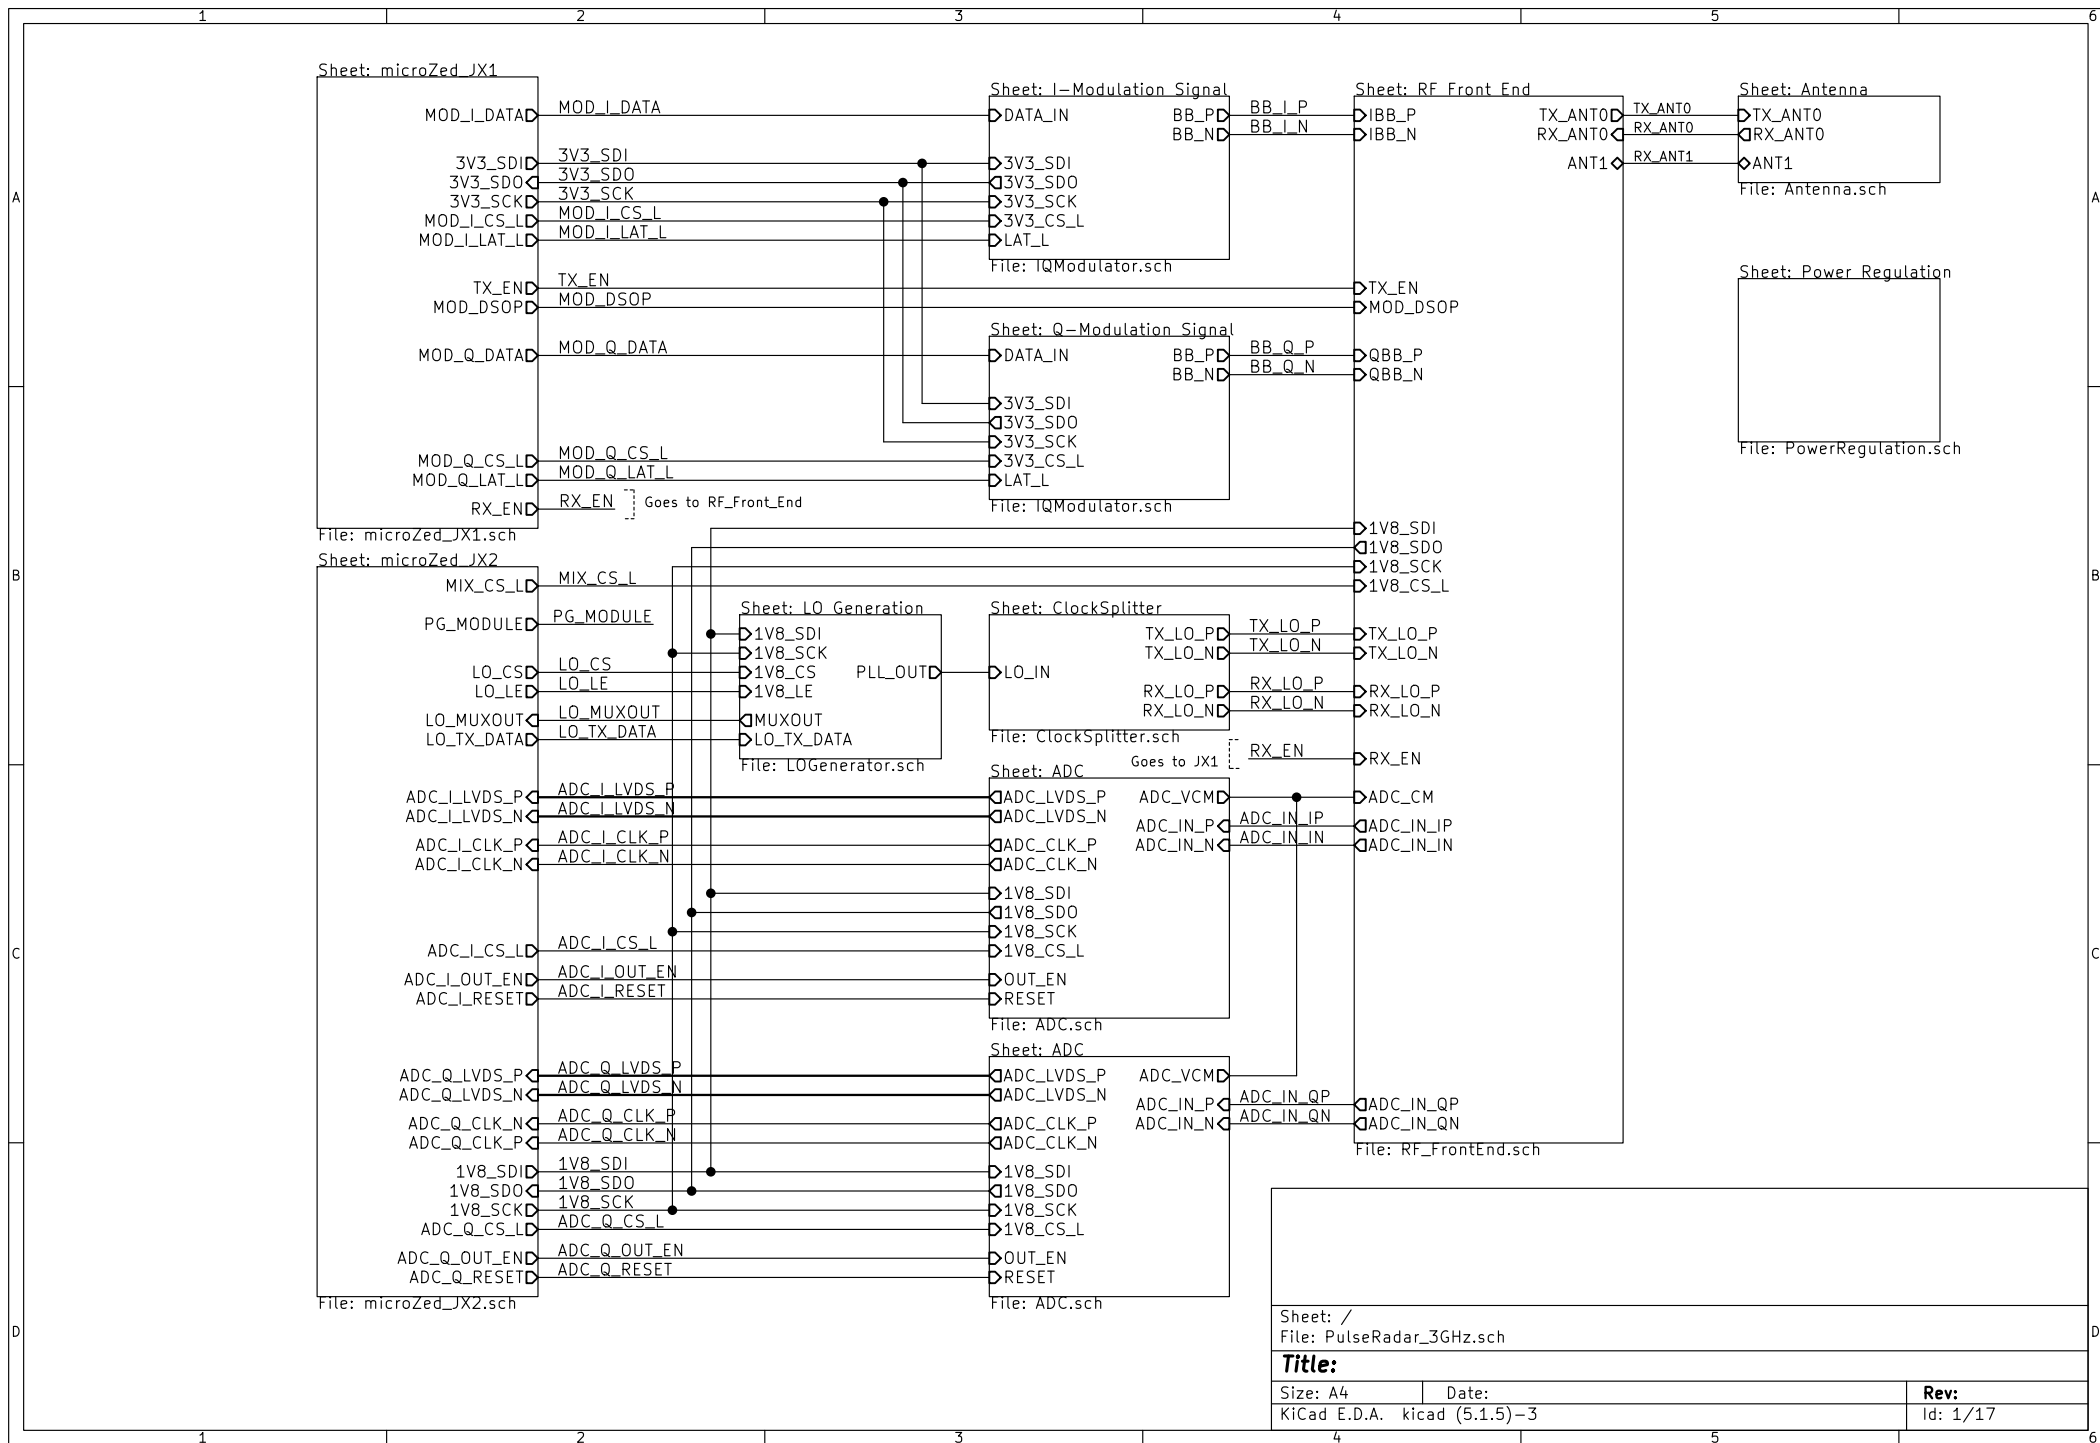 1 2 3 4 5 6
A
A
B
B
C
C
D
D
Sheet: microZed_JX1
MOD_I_DATA
3V3_SDI
3V3_SDO
3V3_SCK
MOD_I_CS_L
MOD_I_LAT_L
TX_EN
MOD_DSOP
MOD_Q_DATA
MOD_Q_CS_L
MOD_Q_LAT_L
RX_EN
File: microZed_JX1.sch
MOD_I_DATA
3V3_SDI
3V3_SDO
3V3_SCK
MOD_I_CS_L
MOD_I_LAT_L
TX_EN
MOD_DSOP
MOD_Q_DATA
MOD_Q_CS_L
MOD_Q_LAT_L
RX_EN
Goes to RF_Front_End
Sheet: I-Modulation Signal
DATA_IN
3V3_SDI
3V3_SDO
3V3_SCK
3V3_CS_L
LAT_L
BB_P
BB_N
File: IQModulator.sch
BB_I_P
BB_I_N
Sheet: Q-Modulation Signal
DATA_IN
3V3_SDI
3V3_SDO
3V3_SCK
3V3_CS_L
LAT_L
BB_P
BB_N
File: IQModulator.sch
BB_Q_P
BB_Q_N
Sheet: RF Front End
IBB_P
IBB_N
TX_EN
MOD_DSOP
QBB_P
QBB_N
1V8_SDI
1V8_SDO
1V8_SCK
1V8_CS_L
TX_LO_P
TX_LO_N
RX_LO_P
RX_LO_N
RX_EN
ADC_CM
ADC_IN_IP
ADC_IN_IN
ADC_IN_QP
ADC_IN_QN
TX_ANT0
RX_ANT0
ANT1
File: RF_FrontEnd.sch
TX_ANT0
RX_ANT0
RX_ANT1
Sheet: Antenna
TX_ANT0
RX_ANT0
ANT1
File: Antenna.sch
Sheet: Power Regulation
File: PowerRegulation.sch
Sheet: microZed_JX2
MIX_CS_L
PG_MODULE
LO_CS
LO_LE
LO_MUXOUT
LO_TX_DATA
ADC_I_LVDS_P
ADC_I_LVDS_N
ADC_I_CLK_P
ADC_I_CLK_N
ADC_I_CS_L
ADC_I_OUT_EN
ADC_I_RESET
ADC_Q_LVDS_P
ADC_Q_LVDS_N
ADC_Q_CLK_N
ADC_Q_CLK_P
1V8_SDI
1V8_SDO
1V8_SCK
ADC_Q_CS_L
ADC_Q_OUT_EN
ADC_Q_RESET
File: microZed_JX2.sch
MIX_CS_L
PG_MODULE
LO_CS
LO_LE
LO_MUXOUT
LO_TX_DATA
ADC_I_LVDS_P
ADC_I_LVDS_N
ADC_I_CLK_P
ADC_I_CLK_N
ADC_I_CS_L
ADC_I_OUT_EN
ADC_I_RESET
ADC_Q_LVDS_P
ADC_Q_LVDS_N
ADC_Q_CLK_P
ADC_Q_CLK_N
1V8_SDI
1V8_SDO
1V8_SCK
ADC_Q_CS_L
ADC_Q_OUT_EN
ADC_Q_RESET
Sheet: LO Generation
1V8_SDI
1V8_SCK
1V8_CS
1V8_LE
MUXOUT
LO_TX_DATA
PLL_OUT
File: LOGenerator.sch
Sheet: ClockSplitter
LO_IN
TX_LO_P
TX_LO_N
RX_LO_P
RX_LO_N
File: ClockSplitter.sch
TX_LO_P
TX_LO_N
RX_LO_P
RX_LO_N
Goes to JX1
RX_EN
Sheet: ADC
ADC_LVDS_P
ADC_LVDS_N
ADC_CLK_P
ADC_CLK_N
1V8_SDI
1V8_SDO
1V8_SCK
1V8_CS_L
OUT_EN
RESET
ADC_VCM
ADC_IN_P
ADC_IN_N
File: ADC.sch
ADC_IN_IP
ADC_IN_IN
Sheet: ADC
ADC_LVDS_P
ADC_LVDS_N
ADC_CLK_P
ADC_CLK_N
1V8_SDI
1V8_SDO
1V8_SCK
1V8_CS_L
OUT_EN
RESET
ADC_VCM
ADC_IN_P
ADC_IN_N
File: ADC.sch
ADC_IN_QP
ADC_IN_QN
Sheet: /
File: PulseRadar_3GHz.sch
Title:
Size: A4 Date: Rev:
KiCad E.D.A. kicad (5.1.5)-3 Id: 1/17
1 2 3 4 5 6